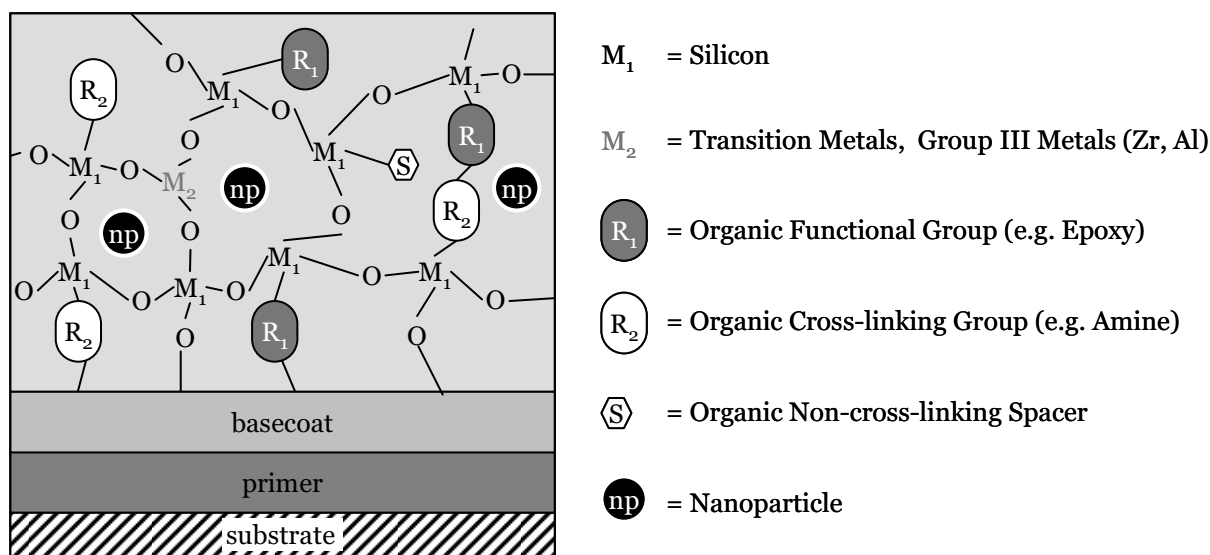 O
R₁
O
M₁
R₂
M₁
O
O
O
O
M₁
R₁
O
M₁
O
M₂
S
np
np
R₂
O
O
O
np
M₁
M₁
O
M₁
O
M₁
O
O
M₁
O
O
R₂
O
R₁
O
basecoat
primer
substrate
M₁ = Silicon
M₂ = Transition Metals, Group III Metals (Zr, Al)
R₁ = Organic Functional Group (e.g. Epoxy)
R₂ = Organic Cross-linking Group (e.g. Amine)
S = Organic Non-cross-linking Spacer
np = Nanoparticle